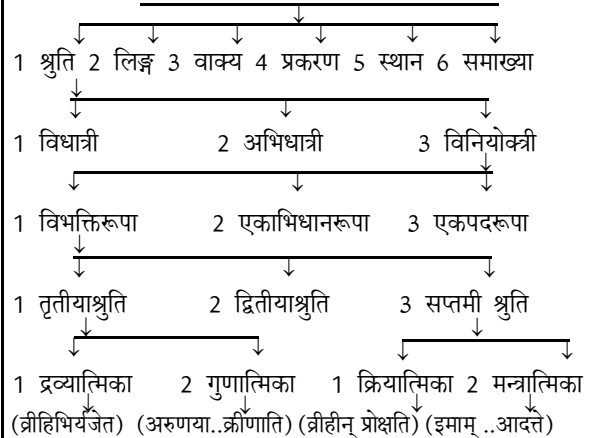 1 श्रुति 2 लिङ्ग 3 वाक्य 4 प्रकरण 5 स्थान 6 समाख्या
1 विधात्री 2 अभिधात्री 3 विनियोक्त्री
1 विभक्तिरूपा 2 एकाभिधानरूपा 3 एकपदरूपा
1 तृतीयाश्रुति 2 द्वितीयाश्रुति 3 सप्तमी श्रुति
1 द्रव्यात्मिका 2 गुणात्मिका 1 क्रियात्मिका 2 मन्त्रात्मिका
(व्रीहिभिर्यजेत) (अरुणया..क्रीणाति) (व्रीहीन् प्रोक्षति) (इमाम् ..आदत्ते)